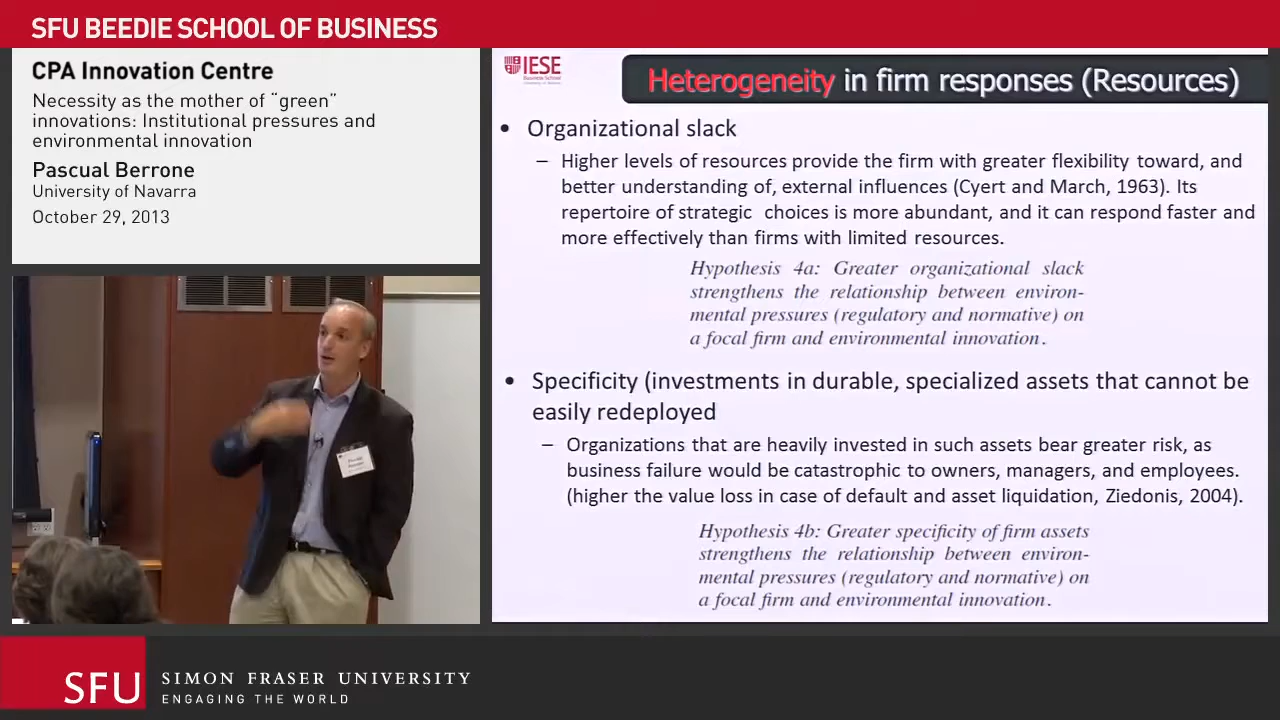 SFU BEEDIE SCHOOL OF BUSINESS
CPA Innovation Centre
Necessity as the mother of “green”
innovations: Institutional pressures and
environmental innovation
Pascual Berrone
University of Navarra
October 29, 2013
IESE
Business School
Heterogeneity in firm responses (Resources)
• Organizational slack
– Higher levels of resources provide the firm with greater flexibility toward, and
better understanding of, external influences (Cyert and March, 1963). Its
repertoire of strategic choices is more abundant, and it can respond faster and
more effectively than firms with limited resources.
Hypothesis 4a: Greater organizational slack
strengthens the relationship between environ-
mental pressures (regulatory and normative) on
a focal firm and environmental innovation.
• Specificity (investments in durable, specialized assets that cannot be
easily redeployed
– Organizations that are heavily invested in such assets bear greater risk, as
business failure would be catastrophic to owners, managers, and employees.
(higher the value loss in case of default and asset liquidation, Ziedonis, 2004).
Hypothesis 4b: Greater specificity of firm assets
strengthens the relationship between environ-
mental pressures (regulatory and normative) on
a focal firm and environmental innovation.
SFU
SIMON FRASER UNIVERSITY
ENGAGING THE WORLD